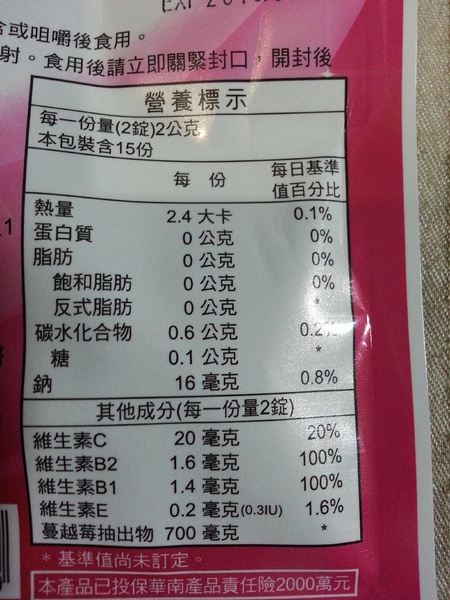 含或咀嚼後食用。
射。食用後請立即關緊封口,開封後
營養標示
每一份量(2錠)2公克
本包裝含15份
每 份 每日基準值百分比
熱量 2.4 大卡 0.1%
蛋白質 0 公克 0%
脂肪 0 公克 0%
飽和脂肪 0 公克 0%
反式脂肪 0 公克 *
碳水化合物 0.6 公克 0.2%
糖 0.1 公克 *
鈉 16 毫克 0.8%
其他成分(每一份量2錠)
維生素C 20 毫克 20%
維生素B2 1.6 毫克 100%
維生素B1 1.4 毫克 100%
維生素E 0.2 毫克(0.3IU) 1.6%
蔓越莓抽出物 700 毫克 *
* 基準值尚未訂定。
本產品已投保華南產品責任險2000萬元